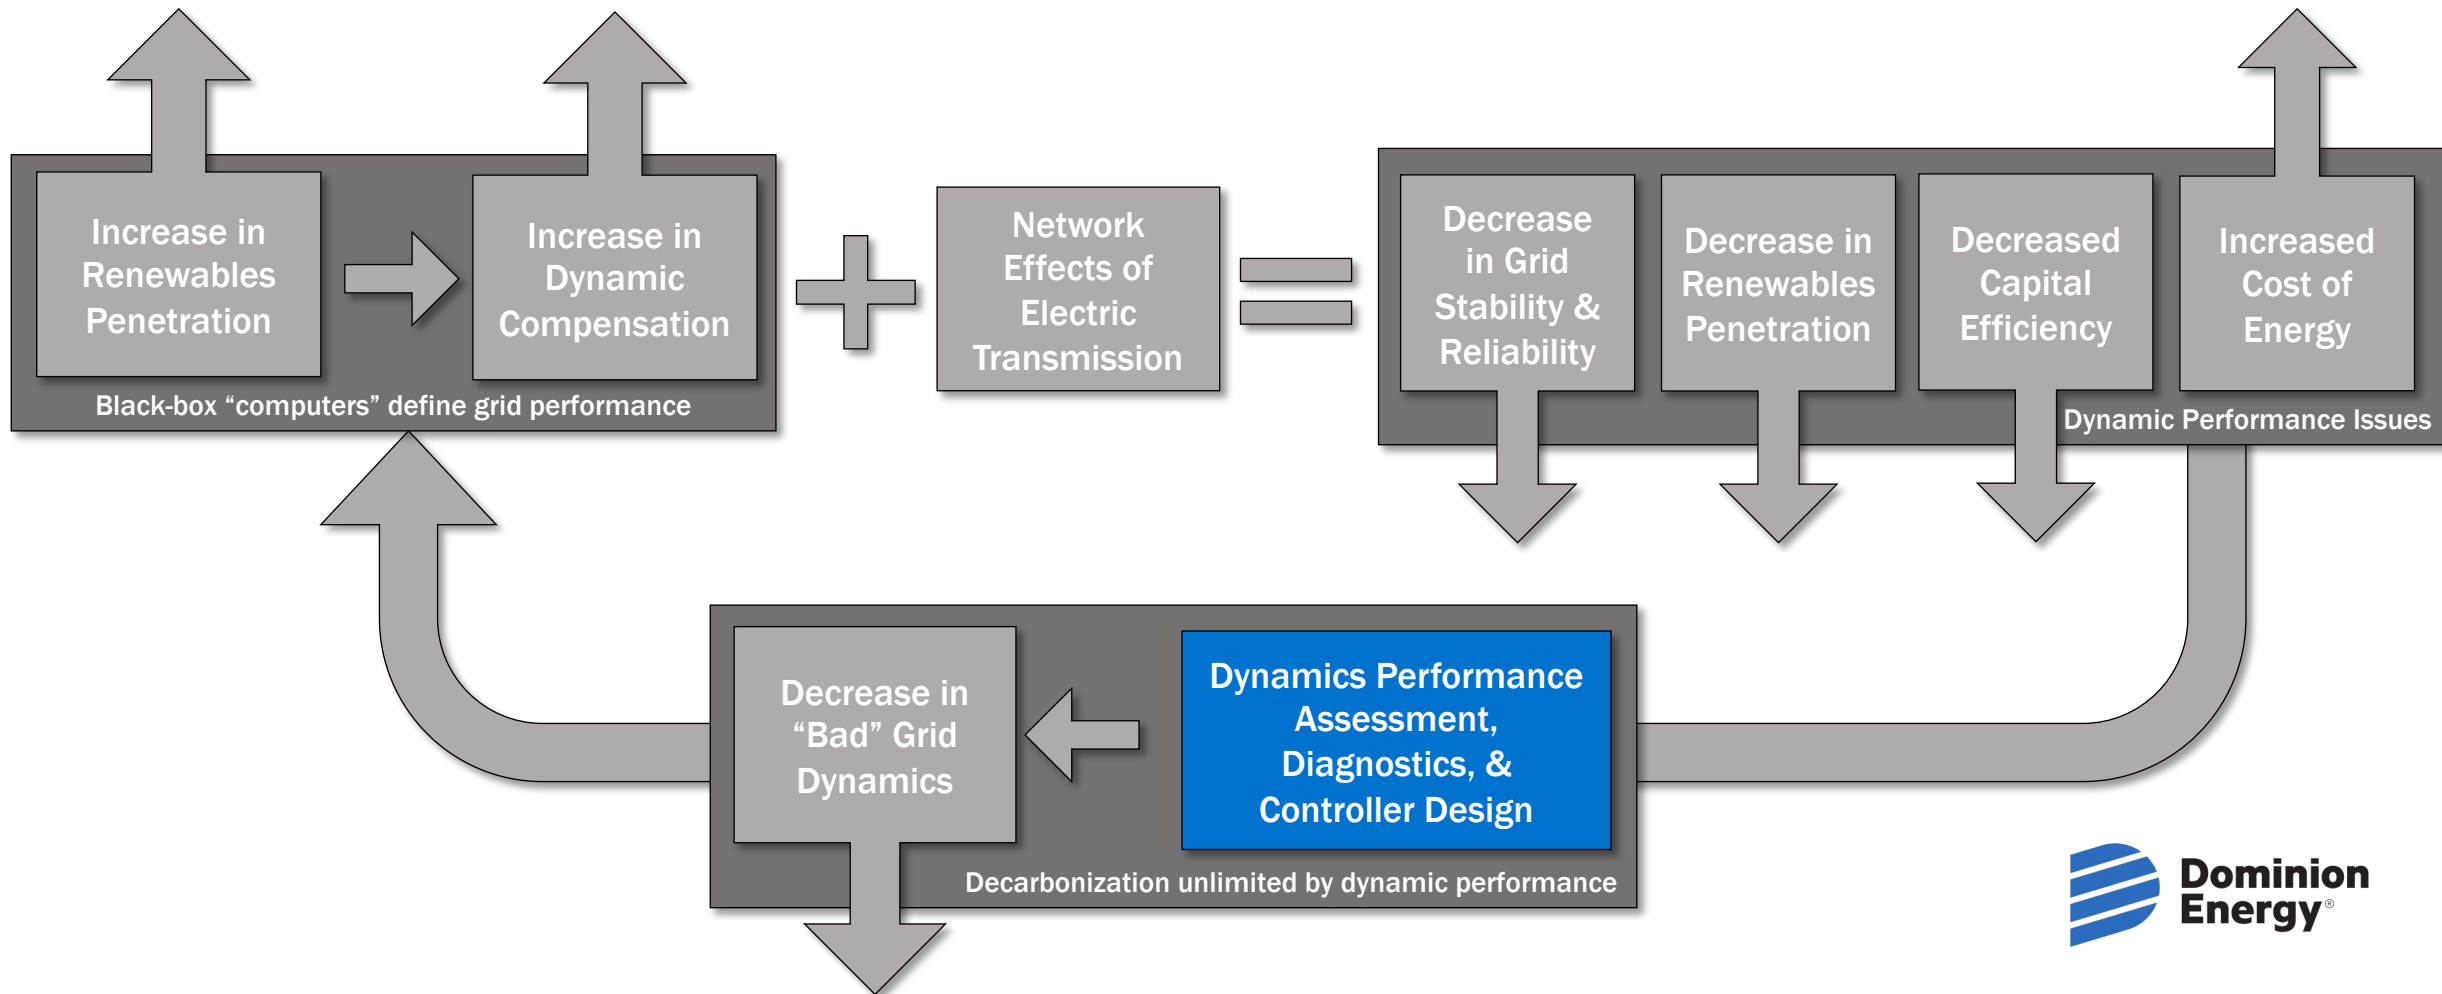 Increase in
Renewables
Penetration
Increase in
Dynamic
Compensation
Black-box “computers” define grid performance
Network
Effects of
Electric
Transmission
Decrease
in Grid
Stability &
Reliability
Decrease in
Renewables
Penetration
Decreased
Capital
Efficiency
Increased
Cost of
Energy
Dynamic Performance Issues
Decrease in
“Bad” Grid
Dynamics
Dynamics Performance
Assessment,
Diagnostics, &
Controller Design
Decarbonization unlimited by dynamic performance
Dominion
Energy®